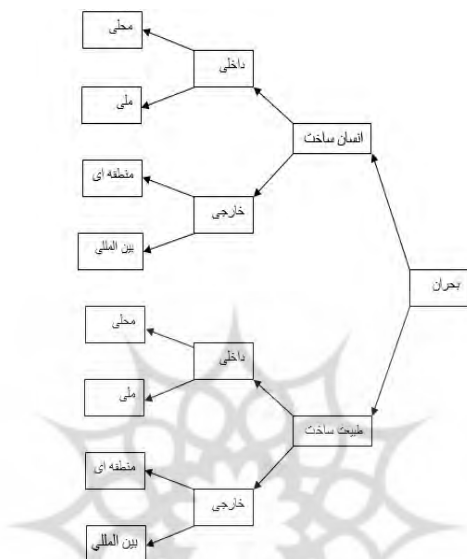 محلی
داخلی
ملی
انسان ساخت
منطقه ای
خارجی
بین المللی
بحران
محلی
داخلی
ملی
طبیعت ساخت
منطقه ای
خارجی
بین المللی